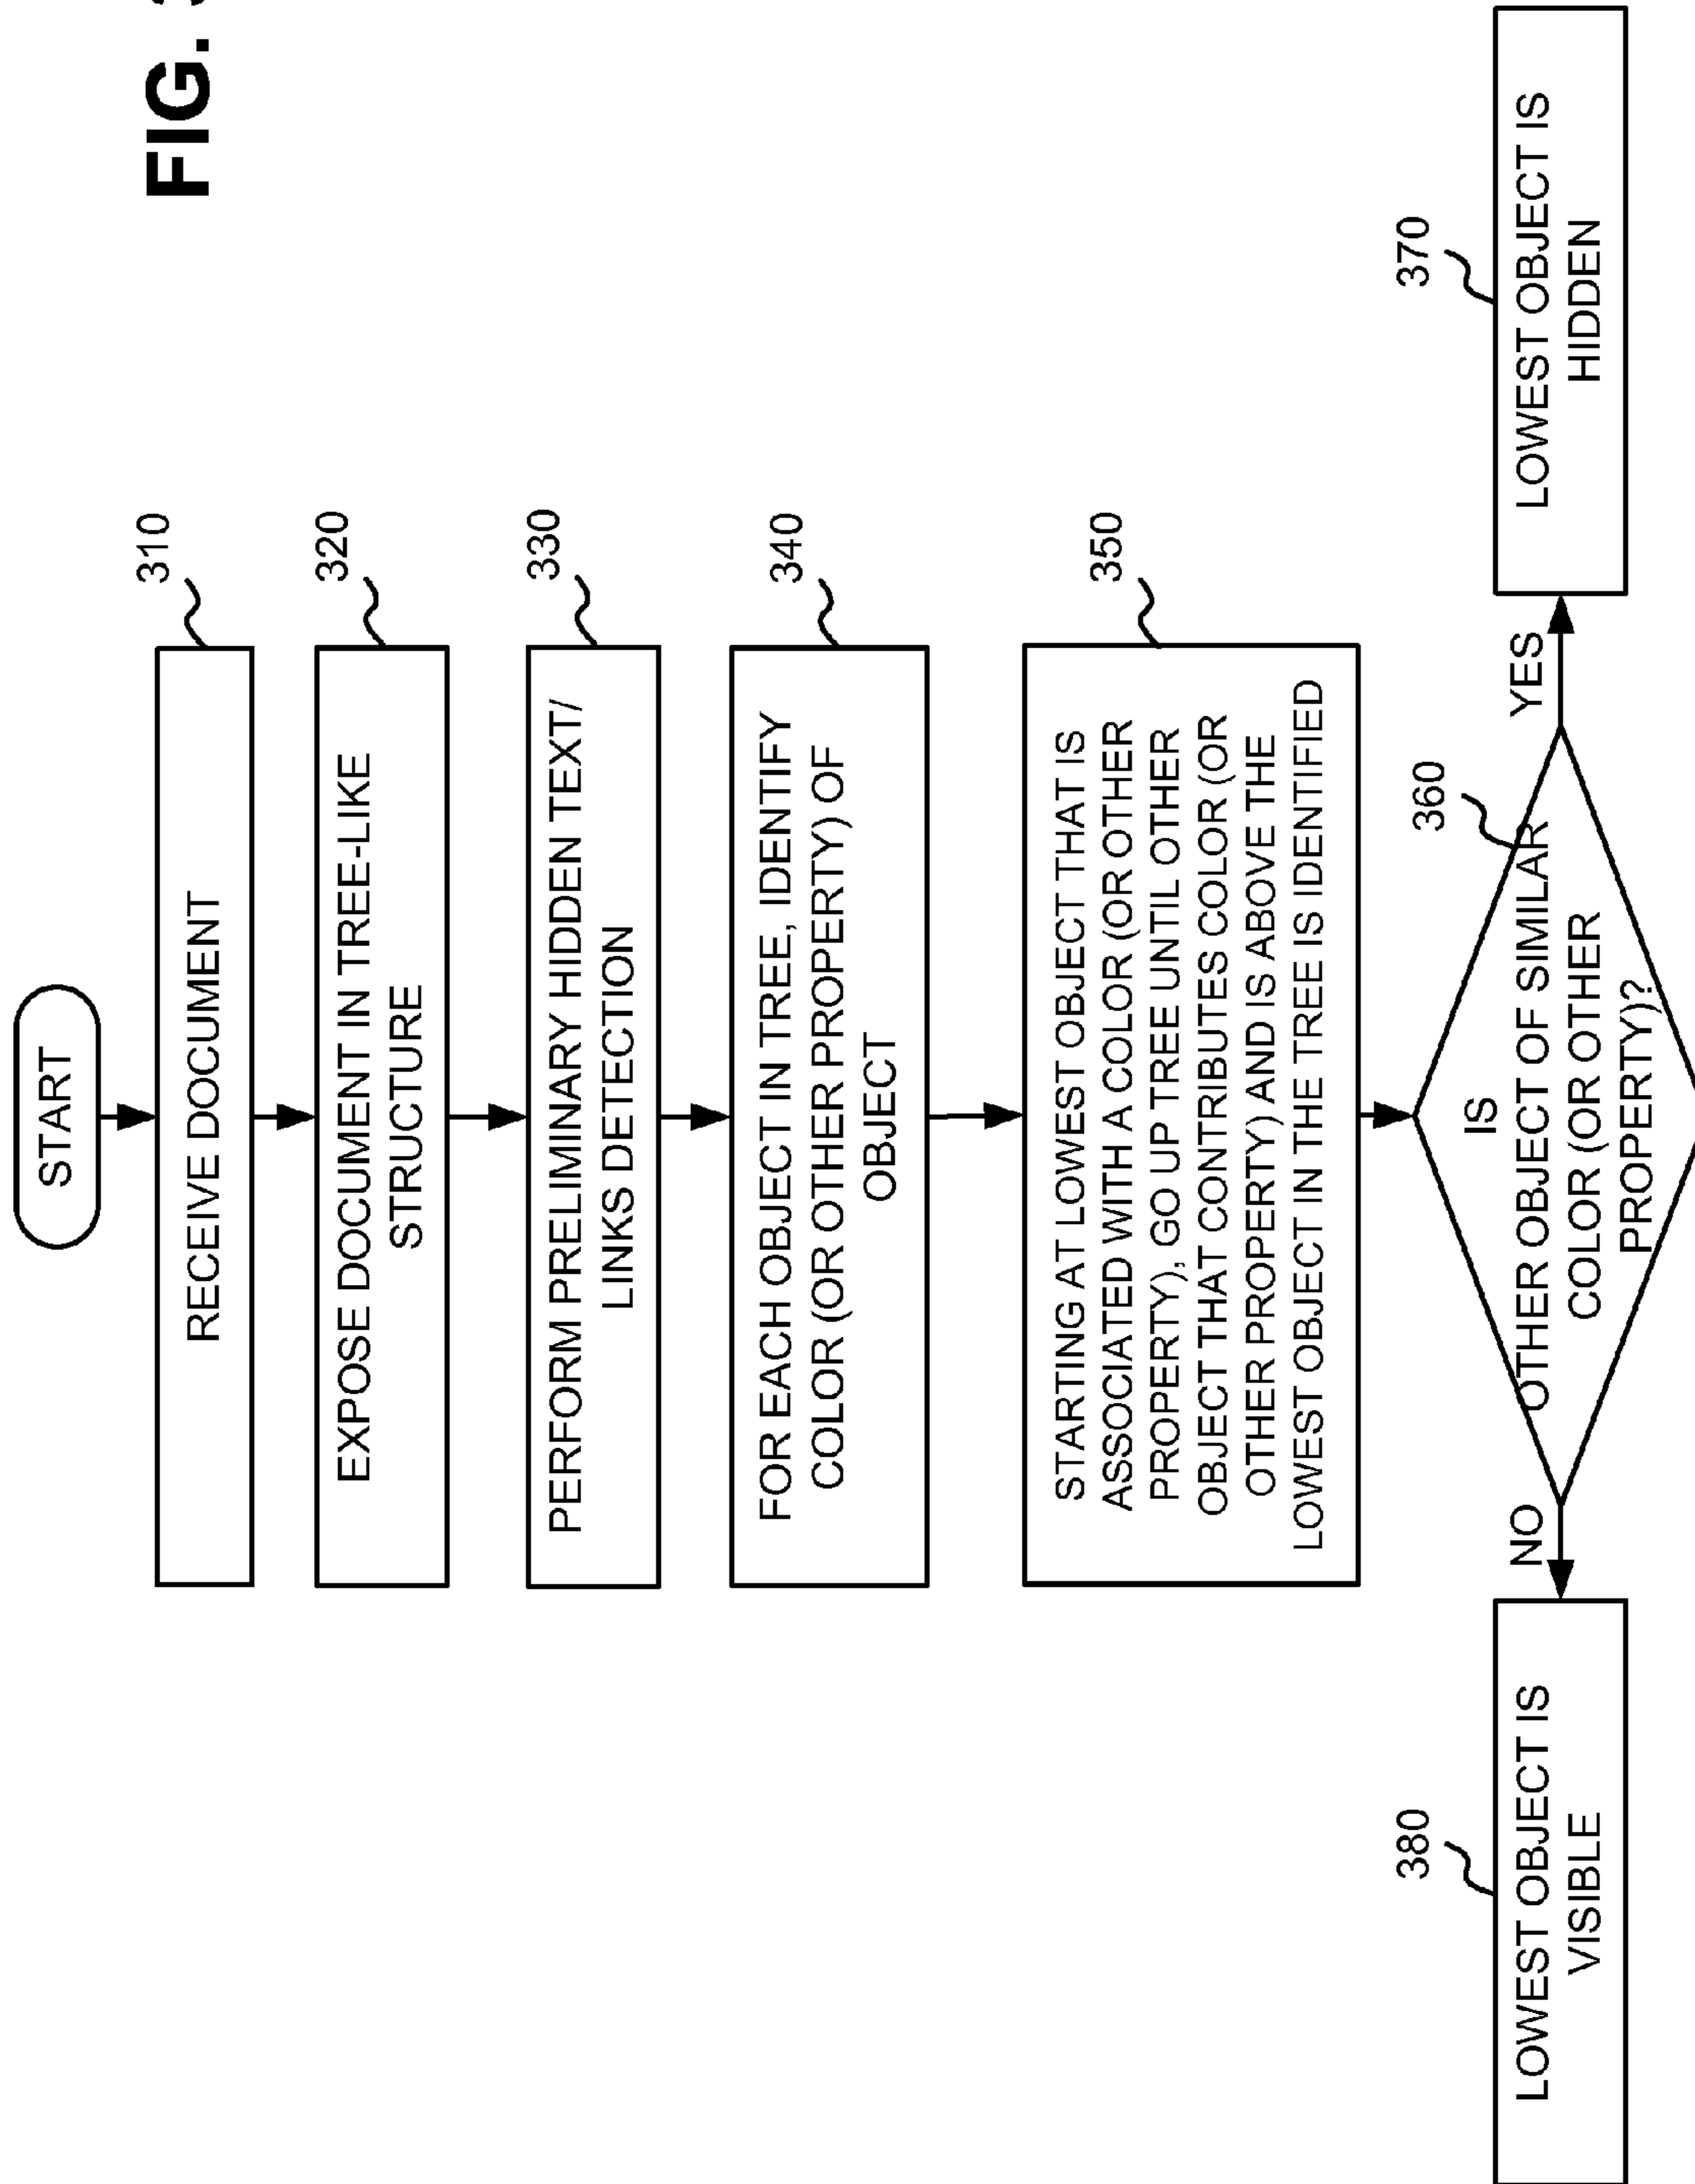 FIG.
START
310
RECEIVE DOCUMENT
320
EXPOSE DOCUMENT IN TREE-LIKE
STRUCTURE
330
PERFORM PRELIMINARY HIDDEN TEXT/
LINKS DETECTION
340
FOR EACH OBJECT IN TREE, IDENTIFY
COLOR (OR OTHER PROPERTY) OF
OBJECT
350
STARTING AT LOWEST OBJECT THAT IS
ASSOCIATED WITH A COLOR (OR OTHER
PROPERTY), GO UP TREE UNTIL OTHER
OBJECT THAT CONTRIBUTES COLOR (OR
OTHER PROPERTY) AND IS ABOVE THE
LOWEST OBJECT IN THE TREE IS IDENTIFIED
360
IS
OTHER OBJECT OF SIMILAR
COLOR (OR OTHER
PROPERTY)?
NO
YES
380
LOWEST OBJECT IS
VISIBLE
370
LOWEST OBJECT IS
HIDDEN